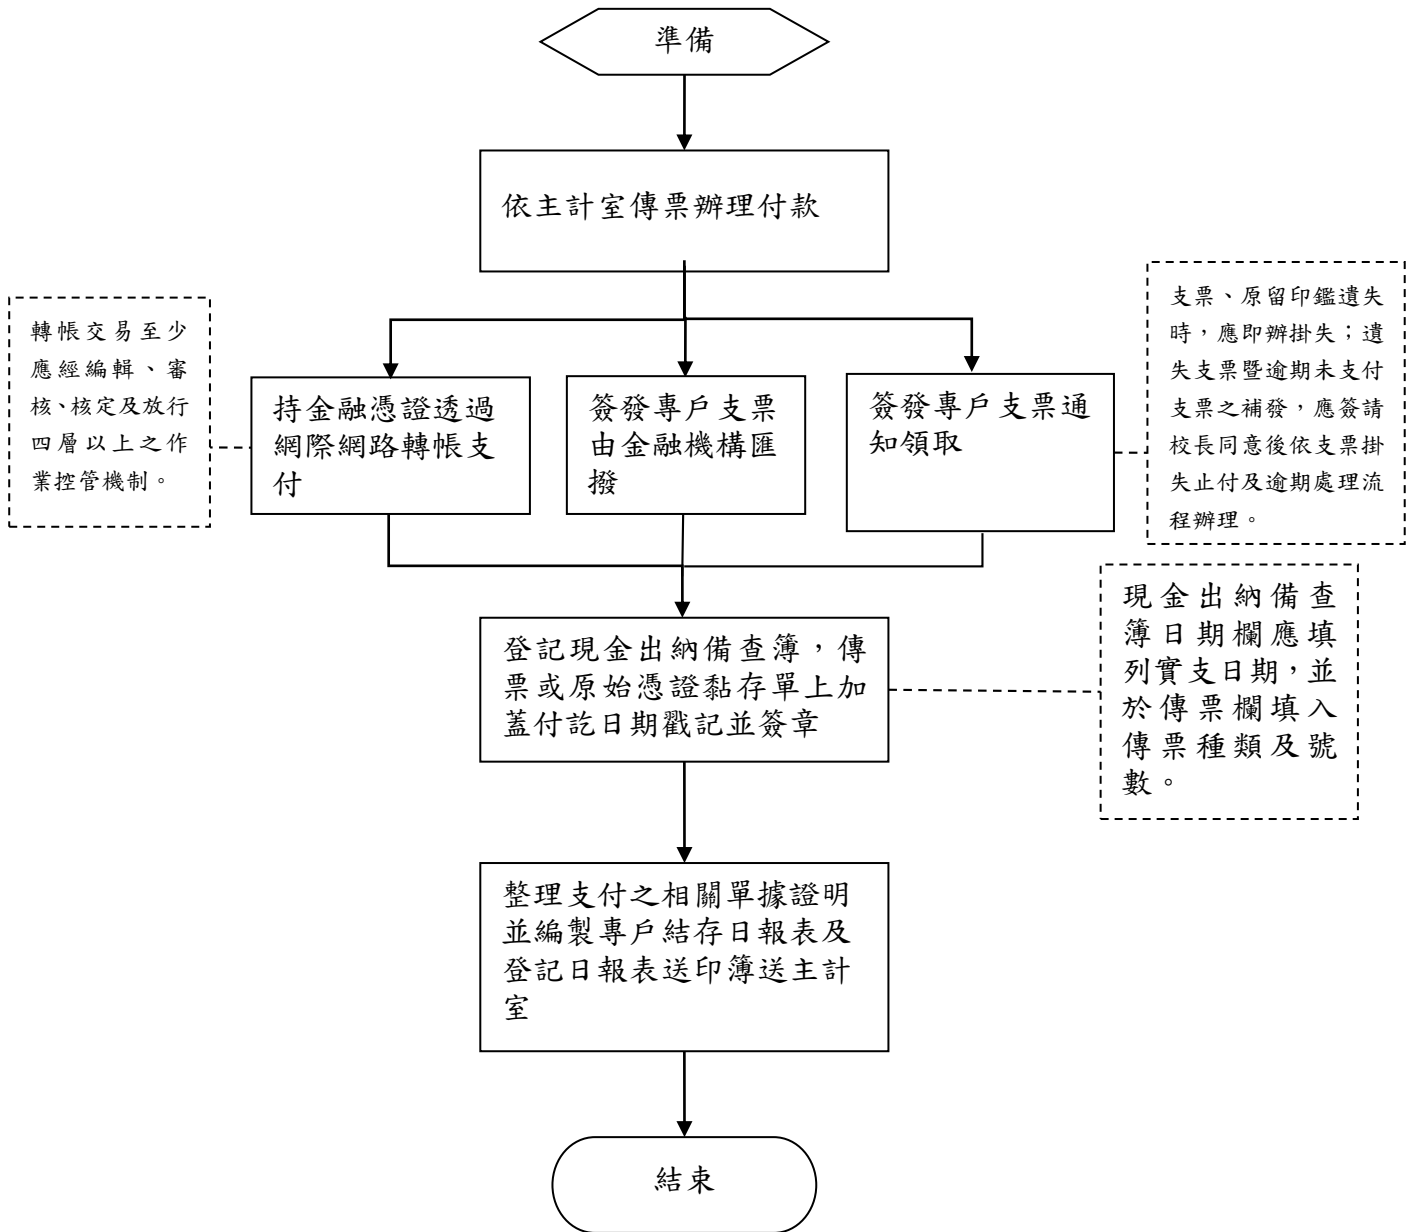 準備
依主計室傳票辦理付款
轉帳交易至少
應經編輯、審
核、核定及放行
四層以上之作
業控管機制。
持金融憑證透過
網際網路轉帳支
付
簽發專戶支票
由金融機構匯
撥
簽發專戶支票通
知領取
支票、原留印鑑遺失
時，應即辦掛失；遺
失支票暨逾期未支付
支票之補發，應簽請
校長同意後依支票掛
失止付及逾期處理流
程辦理。
登記現金出納備查簿，傳
票或原始憑證黏存單上加
蓋付訖日期戳記並簽章
現金出納備查
簿日期欄應填
列實支日期，並
於傳票欄填入
傳票種類及號
數。
整理支付之相關單據證明
並編製專戶結存日報表及
登記日報表送印簿送主計
室
結束